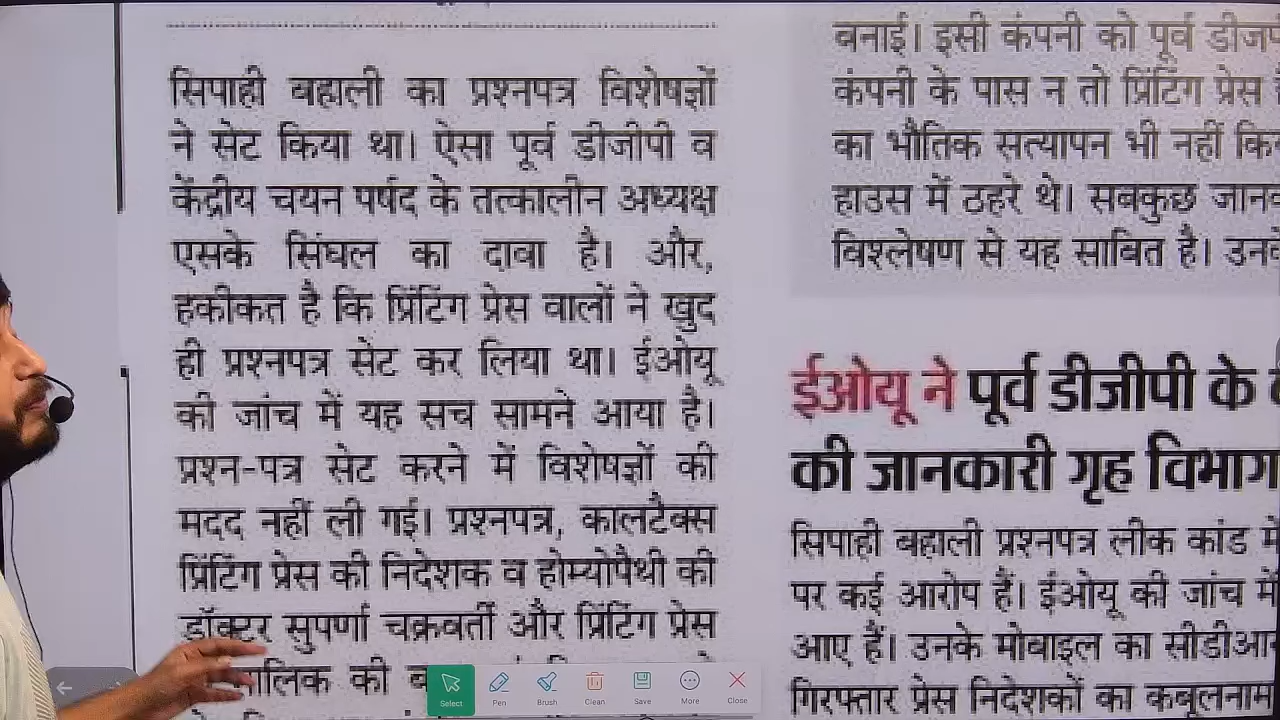 सिपाही बहाली का प्रश्नपत्र विशेषज्ञों
ने सेट किया था। ऐसा पूर्व डीजीपी व
केंद्रीय चयन पर्षद के तत्कालीन अध्यक्ष
एसके सिंघल का दावा है। और,
हकीकत है कि प्रिंटिंग प्रेस वालों ने खुद
ही प्रश्नपत्र सेट कर लिया था। ईओयू
की जांच में यह सच सामने आया है।
प्रश्न-पत्र सेट करने में विशेषज्ञों की
मदद नहीं ली गई। प्रश्नपत्र, कालटैक्स
प्रिंटिंग प्रेस की निदेशक व होम्योपैथी की
डॉक्टर सुपर्णा चक्रवर्ती और प्रिंटिंग प्रेस
की
बनाई। इसी कंपनी को पूर्व
कंपनी के पास न तो प्रिंटिंग प्रेस
का भौतिक सत्यापन भी नहीं
हाउस में ठहरे थे। सबकुछ
विश्लेषण से यह साबित है।
ईओयू ने पूर्व डीजीपी के
की जानकारी गृह विभाग
सिपाही बहाली प्रश्नपत्र लीक कांड
पर कई आरोप हैं। ईओयू की जांच में
आए हैं। उनके मोबाइल का
गिरफ्तार प्रेस निदेशकों का
Select Pen Brush Clean Save More Close